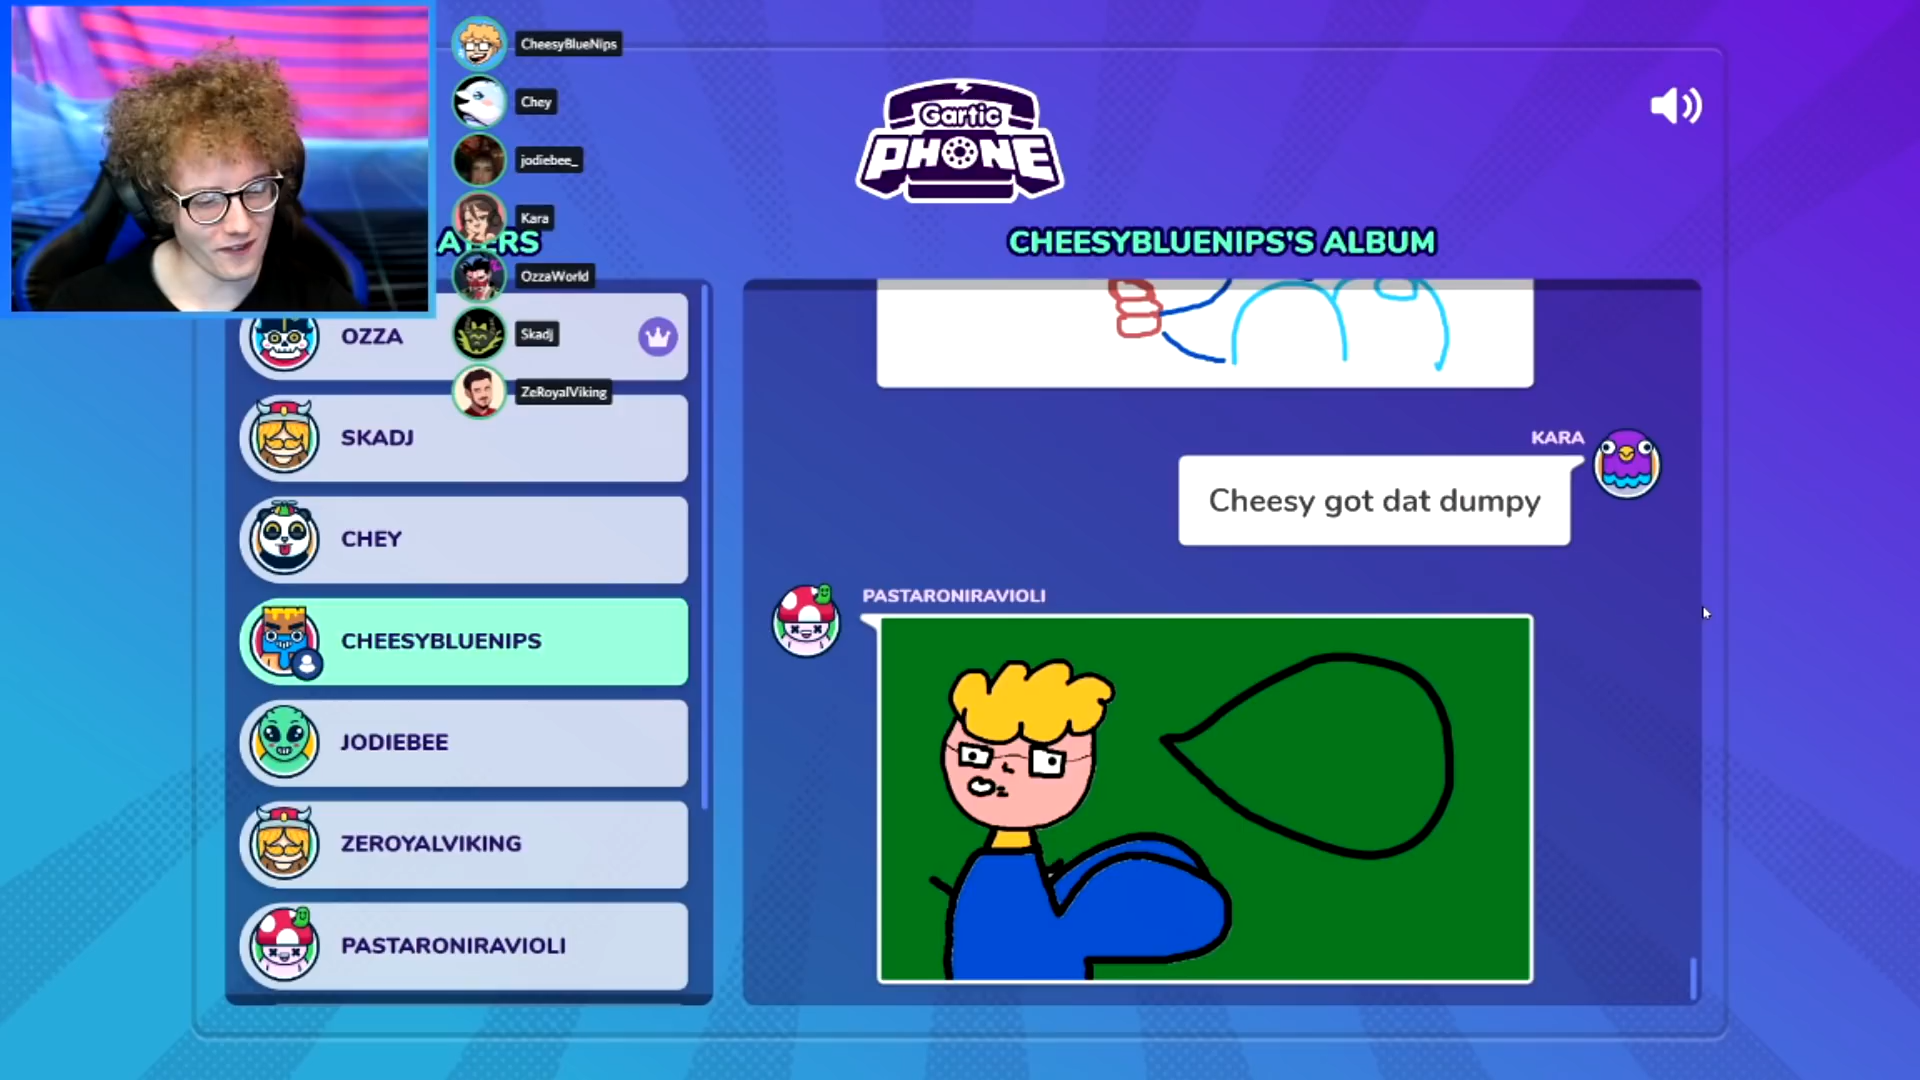 CheesyBlueNips
Chey
jodiebee_
Kara
OzzaWorld
Skadj
ZeRoyalViking
Gartic
PHONE
CHEESYBLUENIPS'S ALBUM
OZZA
SKADJ
CHEY
CHEESYBLUENIPS
JODIEBEE
ZEROYALVIKING
PASTARONIRAVIOLI
KARA
Cheesy got dat dumpy
PASTARONIRAVIOLI